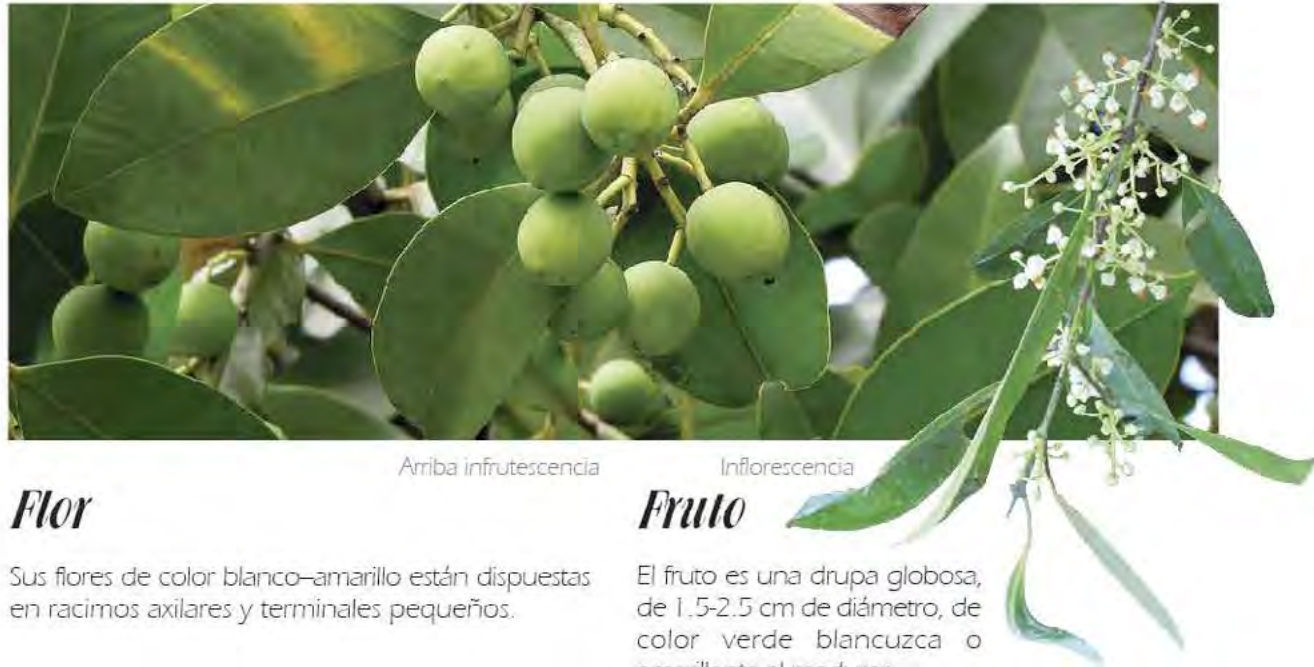 Arriba infrutescencia
Inflorescencia
Flor
Sus flores de color blanco–amarillo están dispuestas
en racimos axilares y terminales pequeños.
Fruto
El fruto es una drupa globosa,
de 1.5-2.5 cm de diámetro, de
color verde blancuzca o